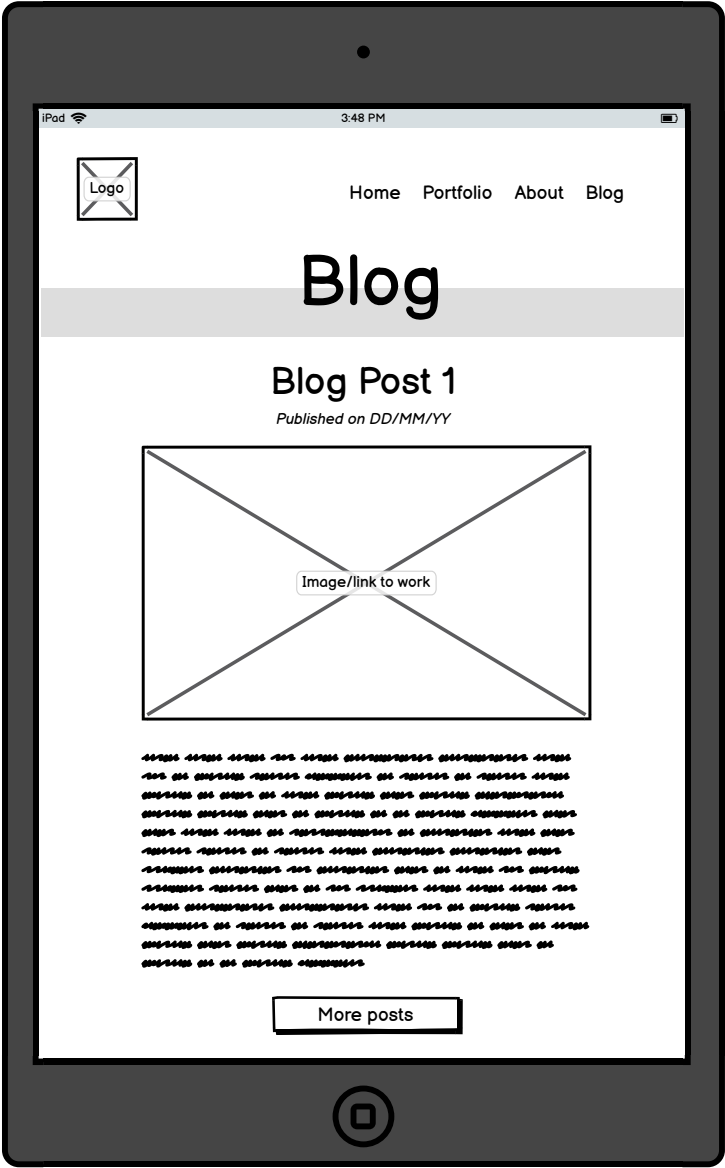 iPad 3:48 PM
Logo
Home Portfolio About Blog
Blog
Blog Post 1
Published on DD/MM/YY
Image/link to work
More posts